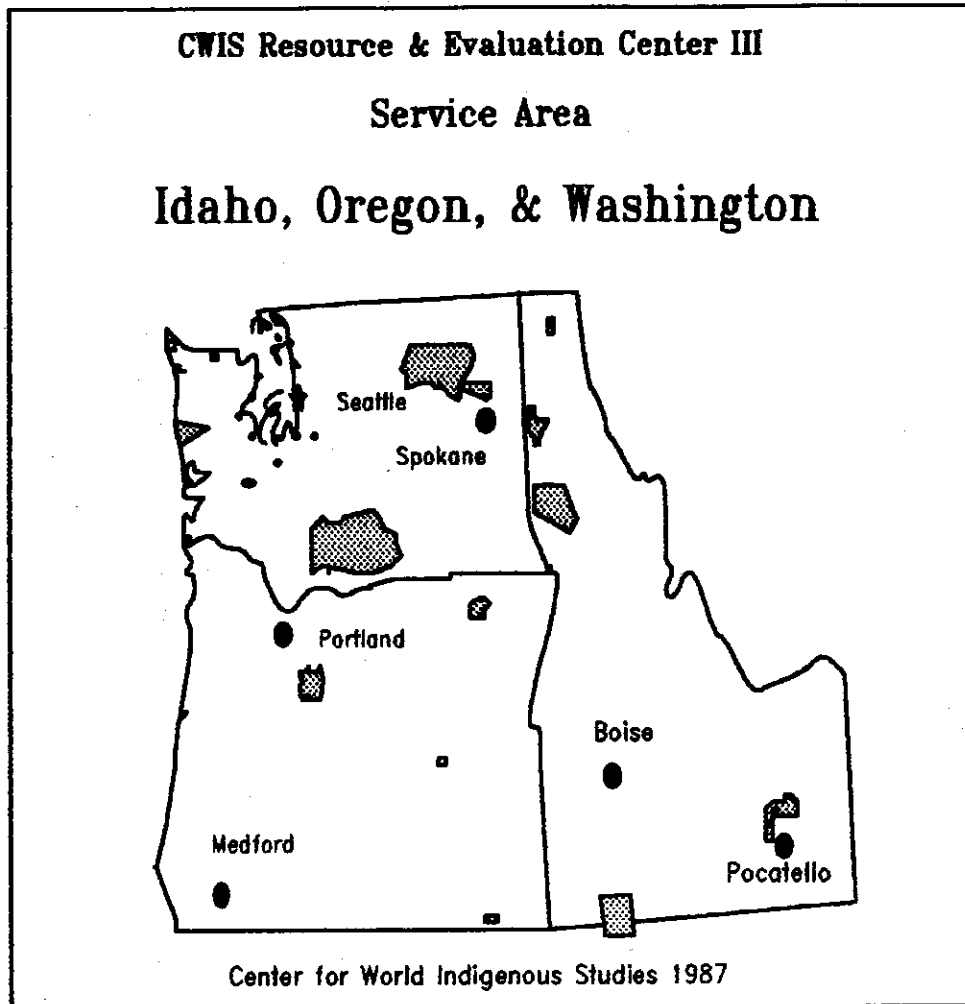 CWIS Resource & Evaluation Center III
Service Area
Idaho, Oregon, & Washington
Seattle
Spokane
Portland
Boise
Medford
Pocatello
Center for World Indigenous Studies 1987